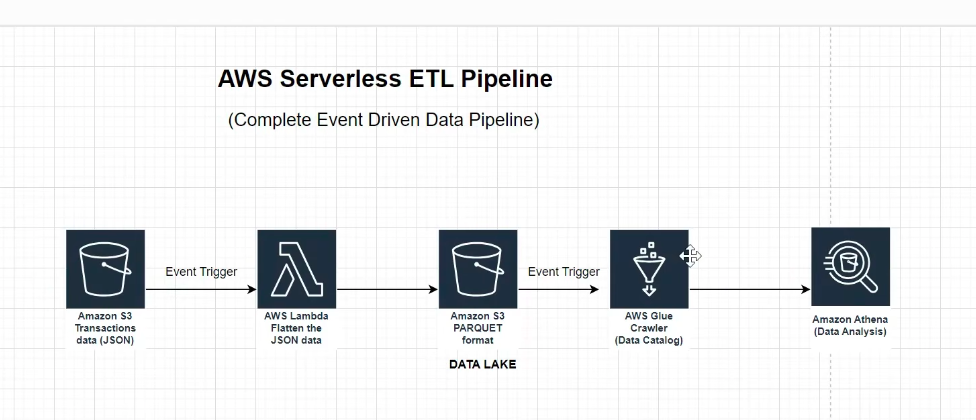 AWS Serverless ETL Pipeline
(Complete Event Driven Data Pipeline)
Event Trigger
Event Trigger
Amazon S3
Transactions
data (JSON)
AWS Lambda
Flatten the
JSON data
Amazon S3
PARQUET
format
DATA LAKE
AWS Glue
Crawler
(Data Catalog)
Amazon Athena
(Data Analysis)